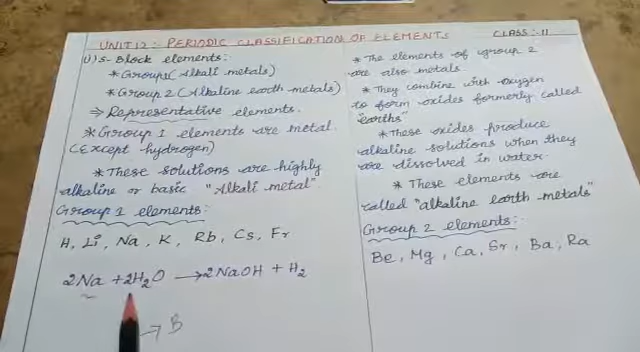 UNIT:2 : PERIODIC CLASSIFICATION OF ELEMENTS CLASS:-11
(i) S-Block elements:
* Group1 (Alkali metals)
* Group 2 (Alkaline earth-metals)
⇒ Representative elements.
* Group 1 elements are metal.
(Except hydrogen)
* These solutions are highly
alkaline or basic "Alkali metal".
Group 1 elements:
H, Li, Na, K, Rb, Cs, Fr
2Na + 2H₂O → 2NaOH + H₂
→ B
* The elements of group 2
are also metals.
* They combine with oxygen
to form oxides formerly called
"earths"
* These oxides produce
alkaline solutions when they
are dissolved in water.
* These elements are
called "alkaline earth-metals"
Group 2 elements:-
Be, Mg, Ca, Sr, Ba, Ra